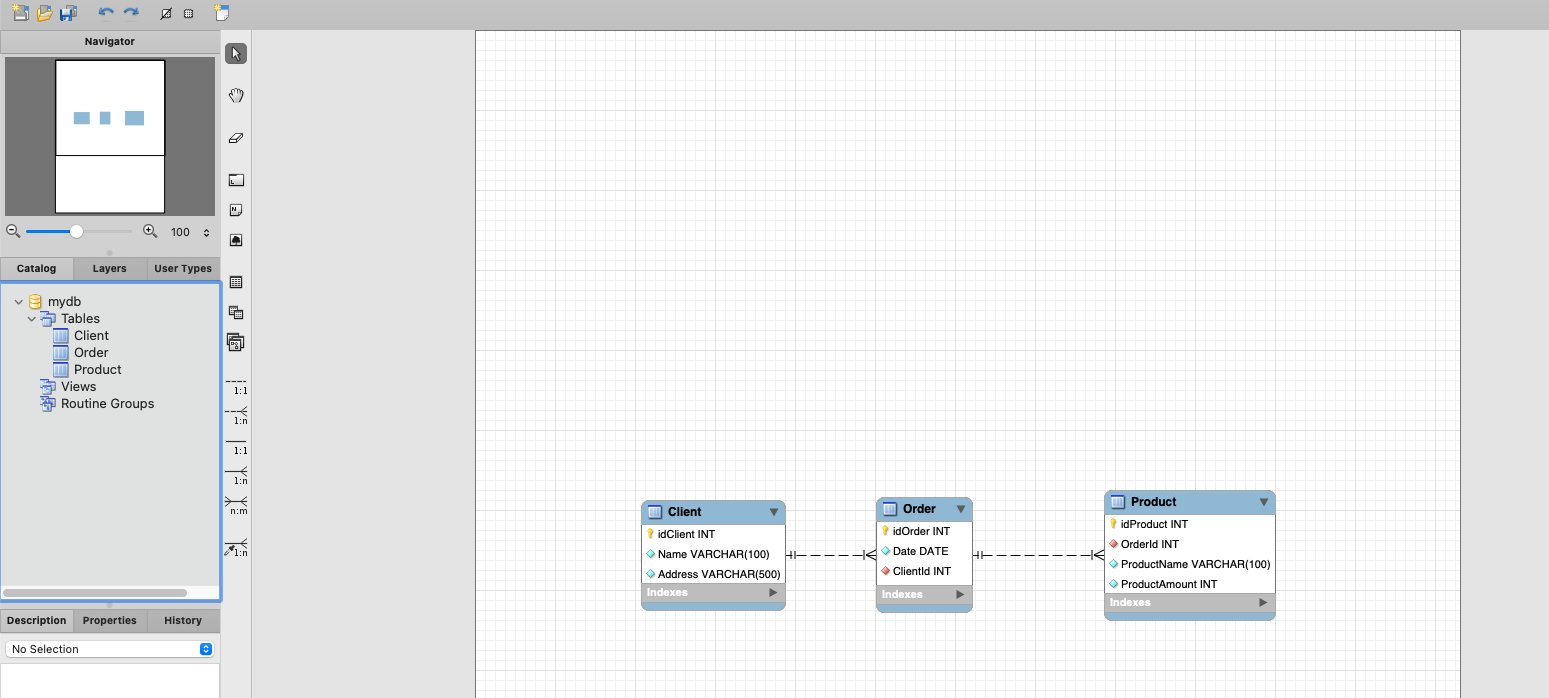 Navigator
100
Catalog Layers User Types
mydb
Tables
Client
Order
Product
Views
Routine Groups
Description Properties History
No Selection
1:1
1:n
1:1
1:n
n:m
1:n
Client
idClient INT
Name VARCHAR(100)
Address VARCHAR(500)
Indexes
Order
idOrder INT
Date DATE
ClientId INT
Indexes
Product
idProduct INT
OrderId INT
ProductName VARCHAR(100)
ProductAmount INT
Indexes